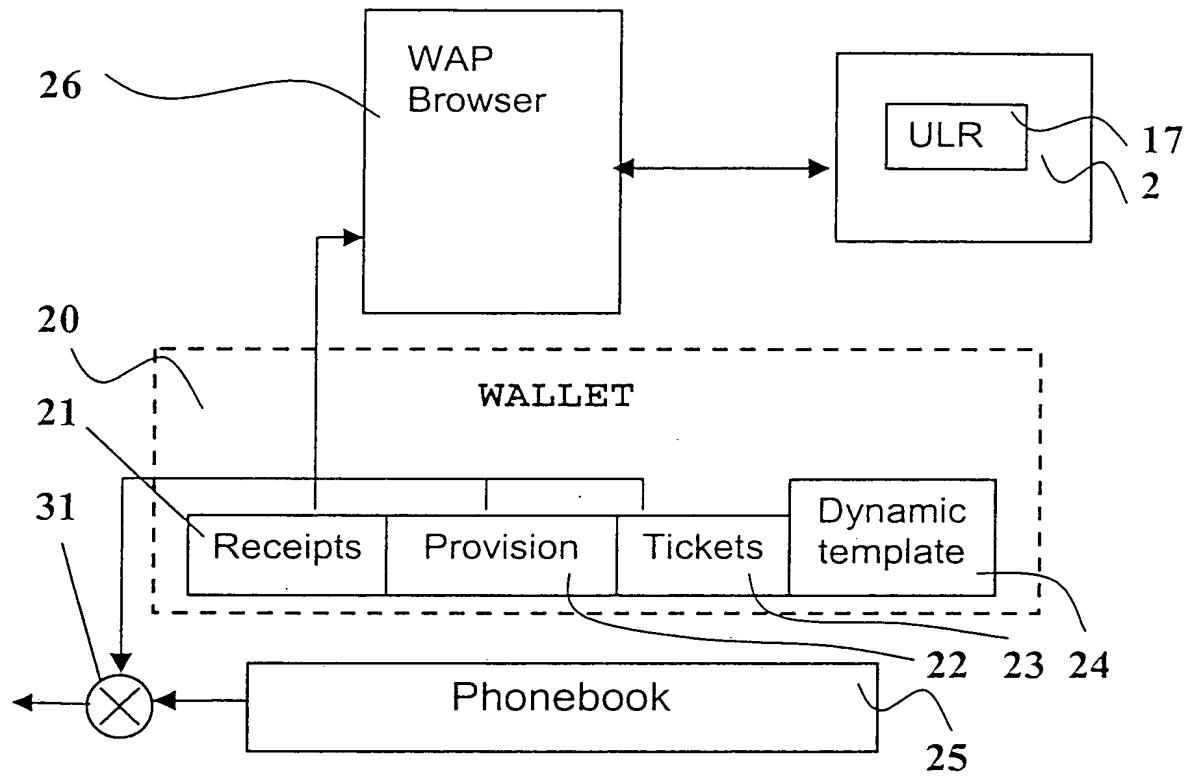 26
WAP
Browser
ULR
17
2
20
WALLET
21
31
Receipts
Provision
Tickets
Dynamic
template
22
23
24
Phonebook
25